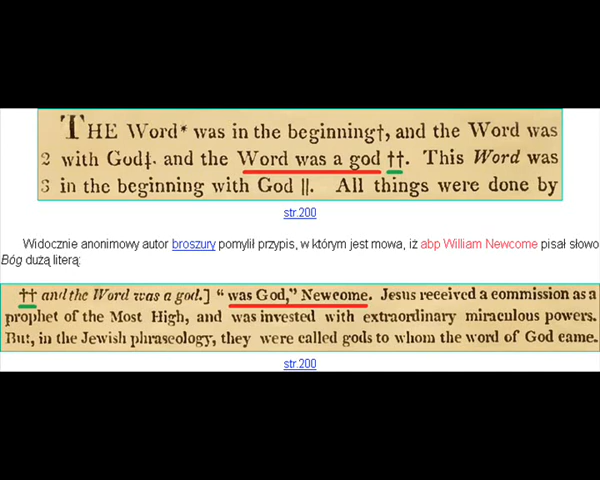 THE Word* was in the beginning†, and the Word was
2 with God‡. and the Word was a god ††. This Word was
3 in the beginning with God ||. All things were done by
str.200
Widocznie anonimowy autor broszury pomylił przypis, w którym jest mowa, iż abp William Newcome pisał słowo
Bóg dużą literą:
†† and the Word was a god.] “ was God,” Newcome. Jesus received a commission as a
prophet of the Most High, and was invested with extraordinary miraculous powers.
But, in the Jewish phraseology, they were called gods to whom the word of God came.
str.200